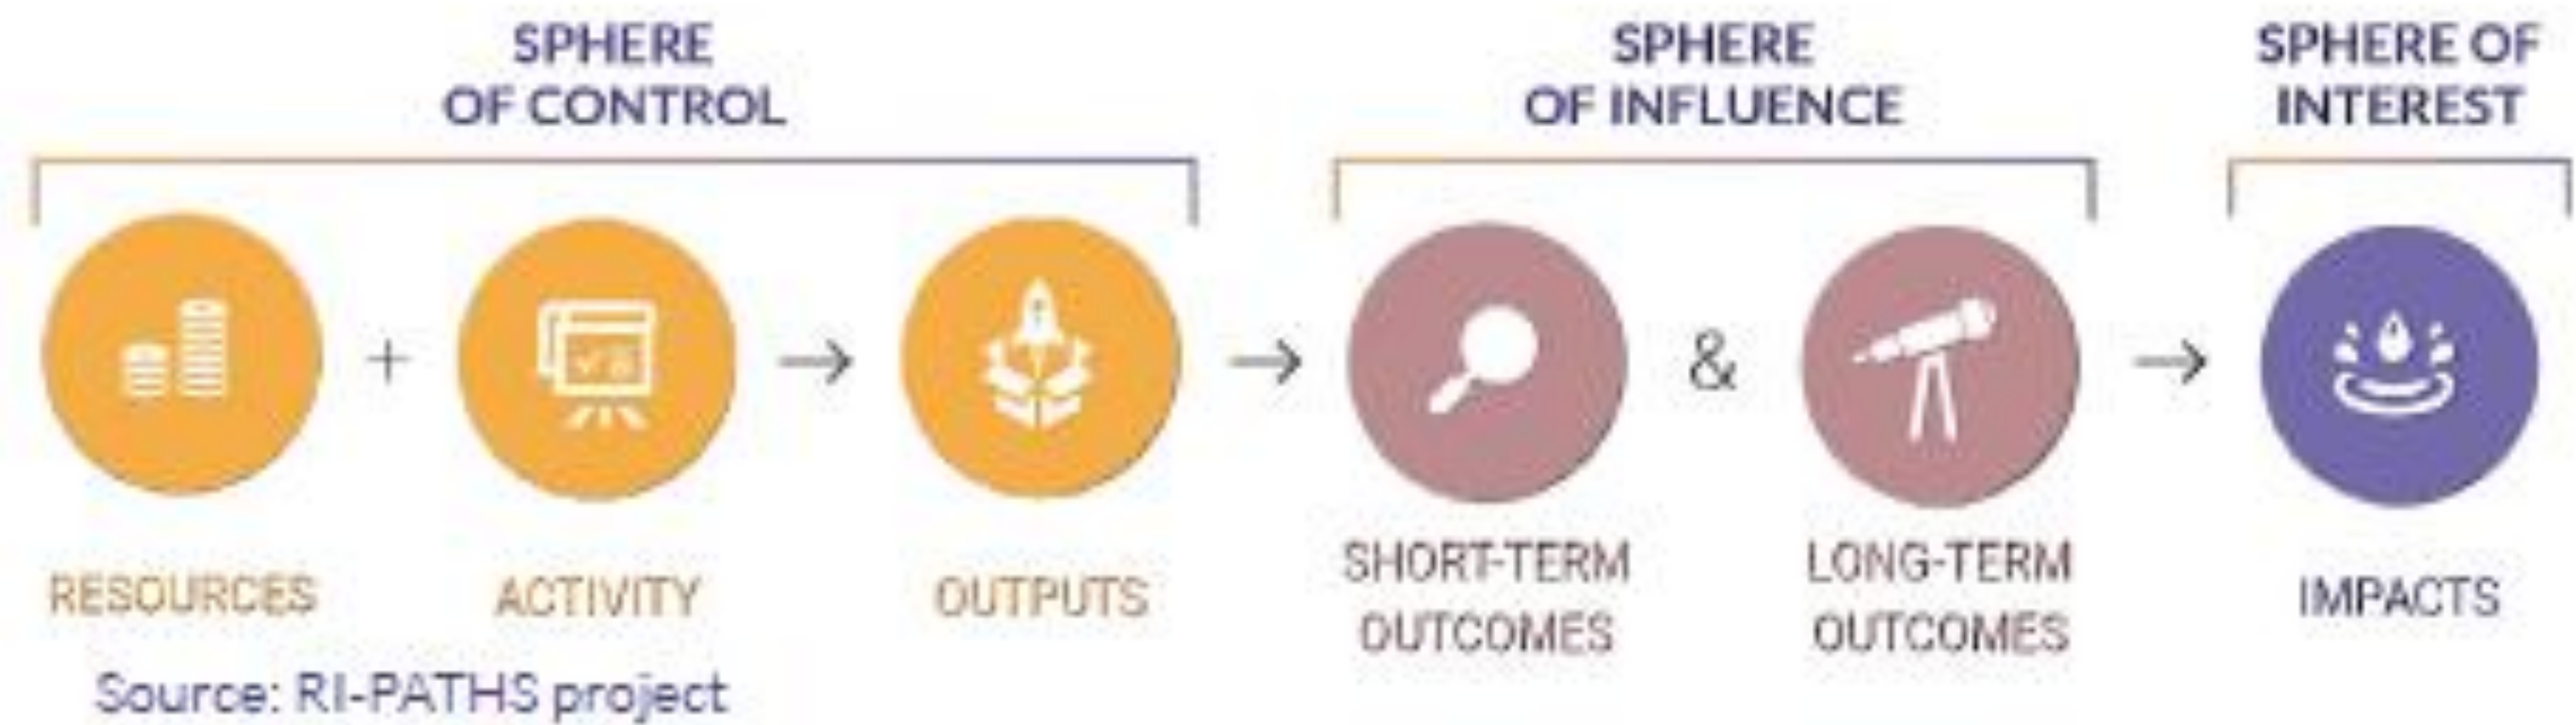 SPHERE
OF CONTROL
SPHERE
OF INFLUENCE
SPHERE OF
INTEREST
+
→
→
&
→
RESOURCES
ACTIVITY
OUTPUTS
SHORT-TERM
OUTCOMES
LONG-TERM
OUTCOMES
IMPACTS
Source: RI-PATHS project